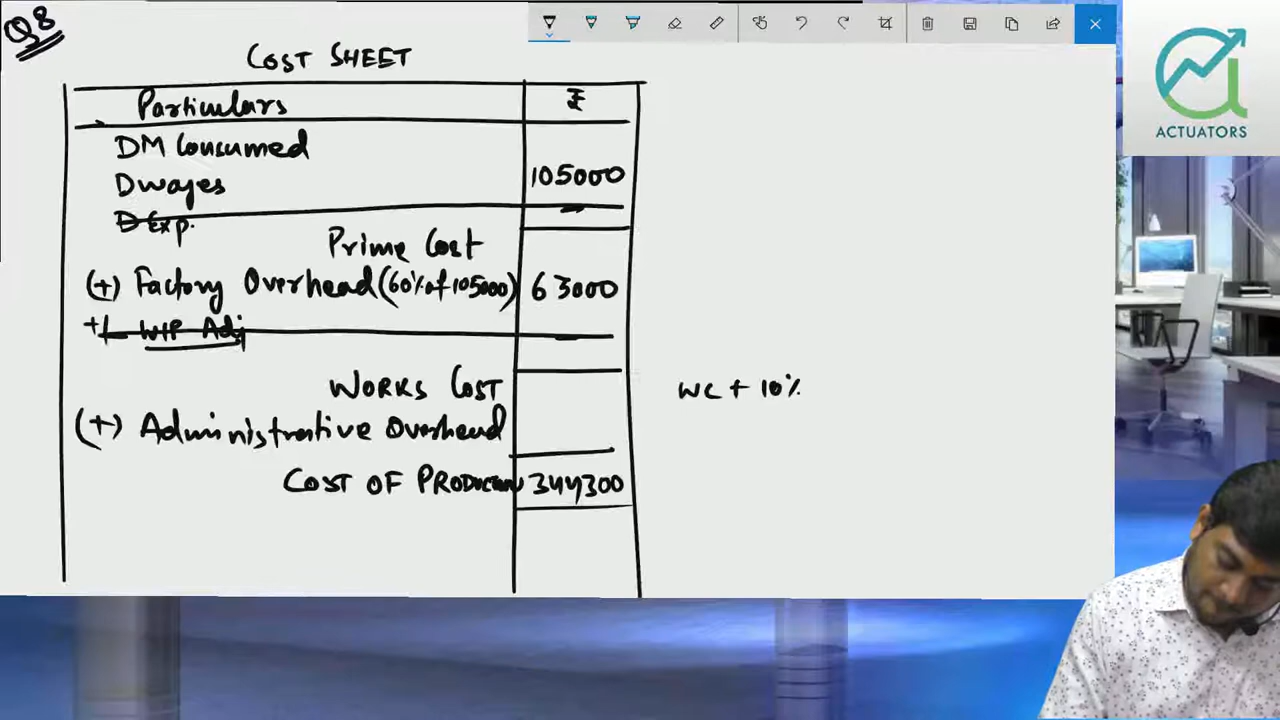 Q8
COST SHEET
Particulars ₹
DM Consumed
D wages 105000
D Exp. -
Prime Cost
(+) Factory Overhead (60% of 105000) 63000
+/- WIP Adj -
WORKS COST WC + 10%
(+) Administrative Overhead
COST OF PRODUCTION 344300
ACTUATORS